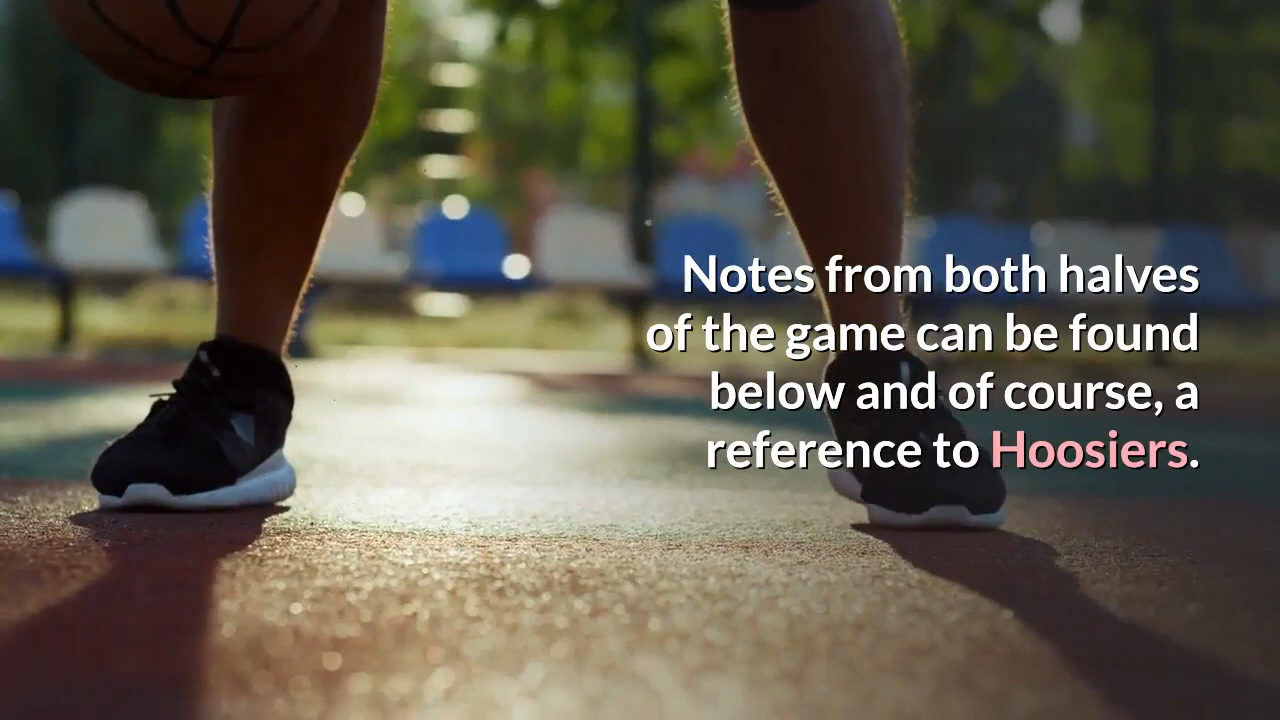 Notes from both halves
of the game can be found
below and of course, a
reference to Hoosiers.